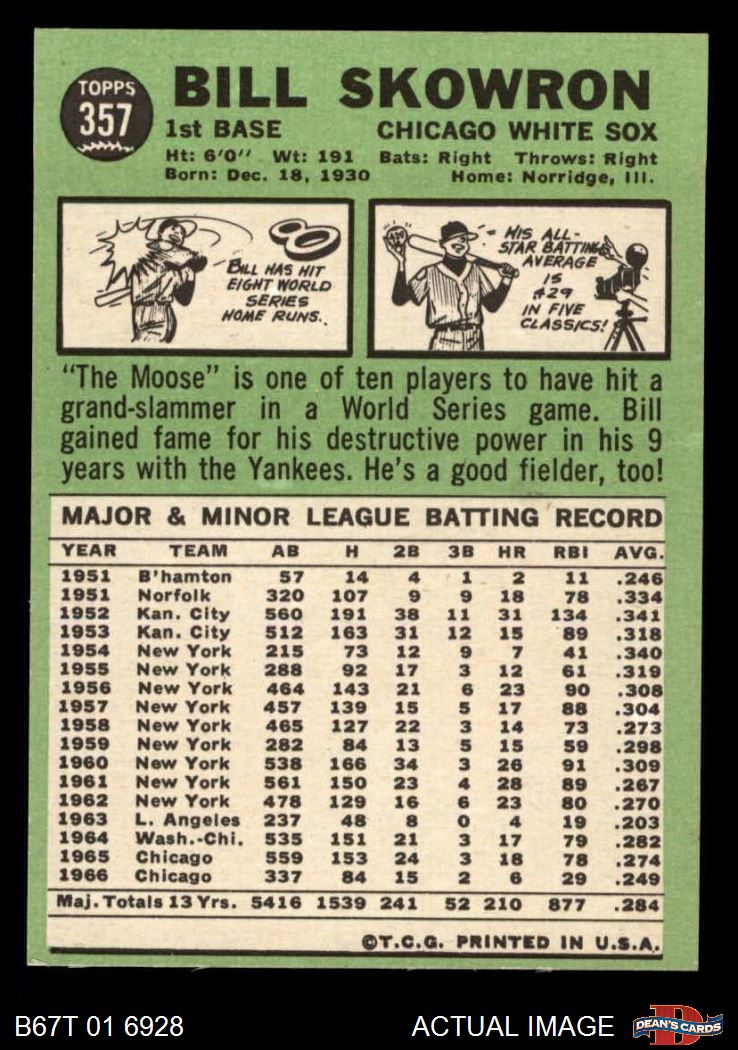 TOPPS
357
BILL SKOWRON
1st BASE CHICAGO WHITE SOX
Ht: 6'0" Wt: 191 Bats: Right Throws: Right
Born: Dec. 18, 1930 Home: Norridge, Ill.
BILL HAS HIT
EIGHT WORLD
SERIES
HOME RUNS.
420
HIS ALL-
STAR BATTING
AVERAGE
IS
429
IN FIVE
CLASSICS!
"The Moose" is one of ten players to have hit a
grand-slammer in a World Series game. Bill
gained fame for his destructive power in his 9
years with the Yankees. He's a good fielder, too!
MAJOR & MINOR LEAGUE BATTING RECORD
YEAR TEAM AB H 2B 3B HR RBI AVG.
1951 B'hamton 57 14 4 1 2 11 .246
1951 Norfolk 320 107 9 9 18 78 .334
1952 Kan. City 560 191 38 11 31 134 .341
1953 Kan. City 512 163 31 12 15 89 .318
1954 New York 215 73 12 9 7 41 .340
1955 New York 288 92 17 3 12 61 .319
1956 New York 464 143 21 6 23 90 .308
1957 New York 457 139 15 5 17 88 .304
1958 New York 465 127 22 3 14 73 .273
1959 New York 282 84 13 5 15 59 .298
1960 New York 538 166 34 3 26 91 .309
1961 New York 561 150 23 4 28 89 .267
1962 New York 478 129 16 6 23 80 .270
1963 L. Angeles 237 48 8 0 4 19 .203
1964 Wash.-Chi. 535 151 21 3 17 79 .282
1965 Chicago 559 153 24 3 18 78 .274
1966 Chicago 337 84 15 2 6 29 .249
Maj. Totals 13 Yrs. 5416 1539 241 52 210 877 .284
©T.C.G. PRINTED IN U.S.A.
B67T 01 6928 ACTUAL IMAGE
D
DEAN'S CARDS